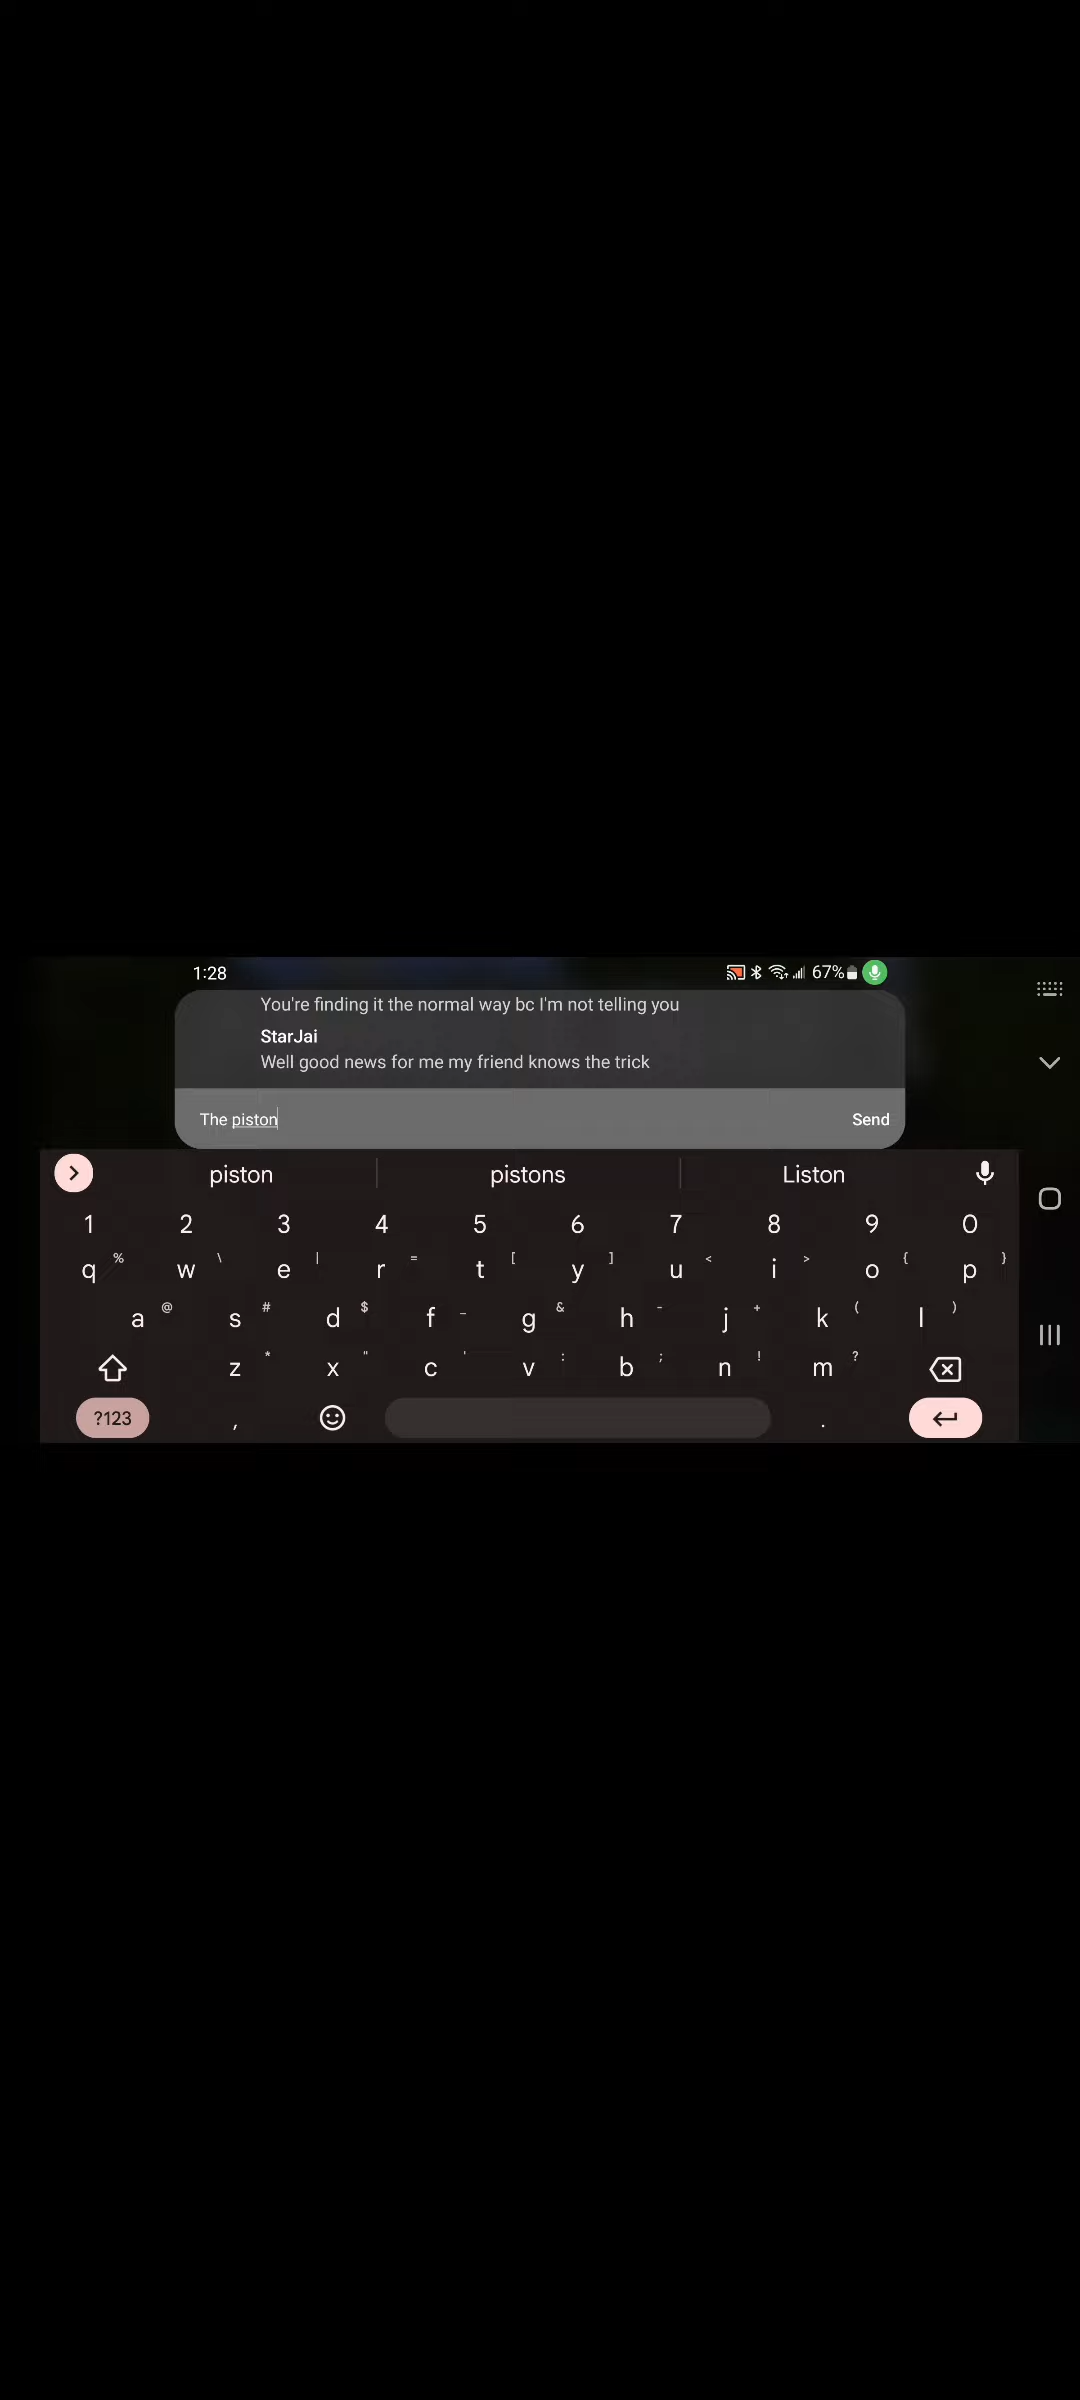 1:28
67%
You're finding it the normal way bc I'm not telling you
StarJai
Well good news for me my friend knows the trick
The piston
Send
piston pistons Liston
1 2 3 4 5 6 7 8 9 0
q % w \ e | r = t [ y ] u < i > o { p }
a @ s # d $ f _ g & h - j + k ( l )
z * x " c ' v : b ; n ! m ?
?123 , .